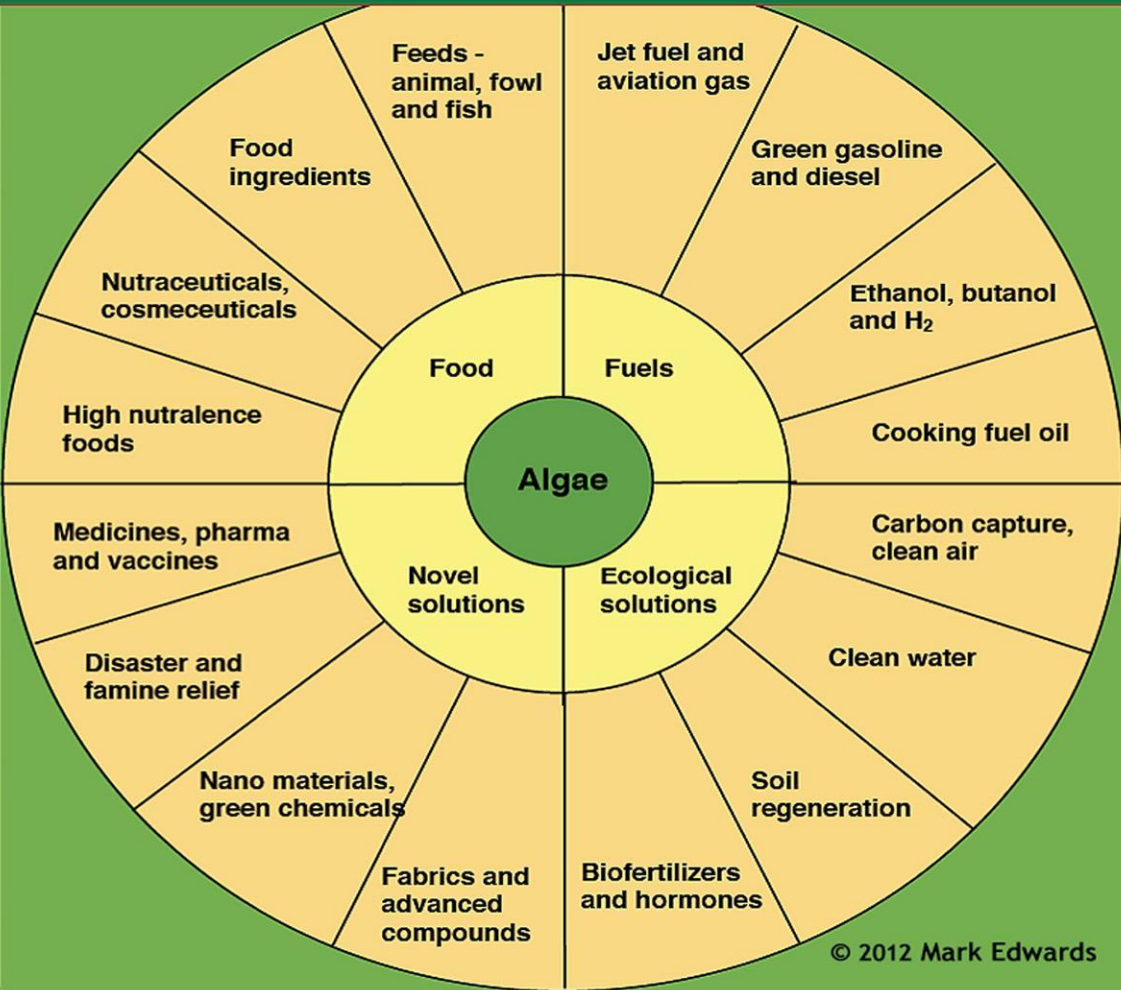 Feeds -
animal, fowl
and fish
Jet fuel and
aviation gas
Food
ingredients
Green gasoline
and diesel
Nutraceuticals,
cosmeceuticals
Ethanol, butanol
and H₂
High nutralence
foods
Cooking fuel oil
Food
Fuels
Algae
Novel
solutions
Ecological
solutions
Medicines, pharma
and vaccines
Carbon capture,
clean air
Disaster and
famine relief
Clean water
Nano materials,
green chemicals
Soil
regeneration
Fabrics and
advanced
compounds
Biofertilizers
and hormones
© 2012 Mark Edwards